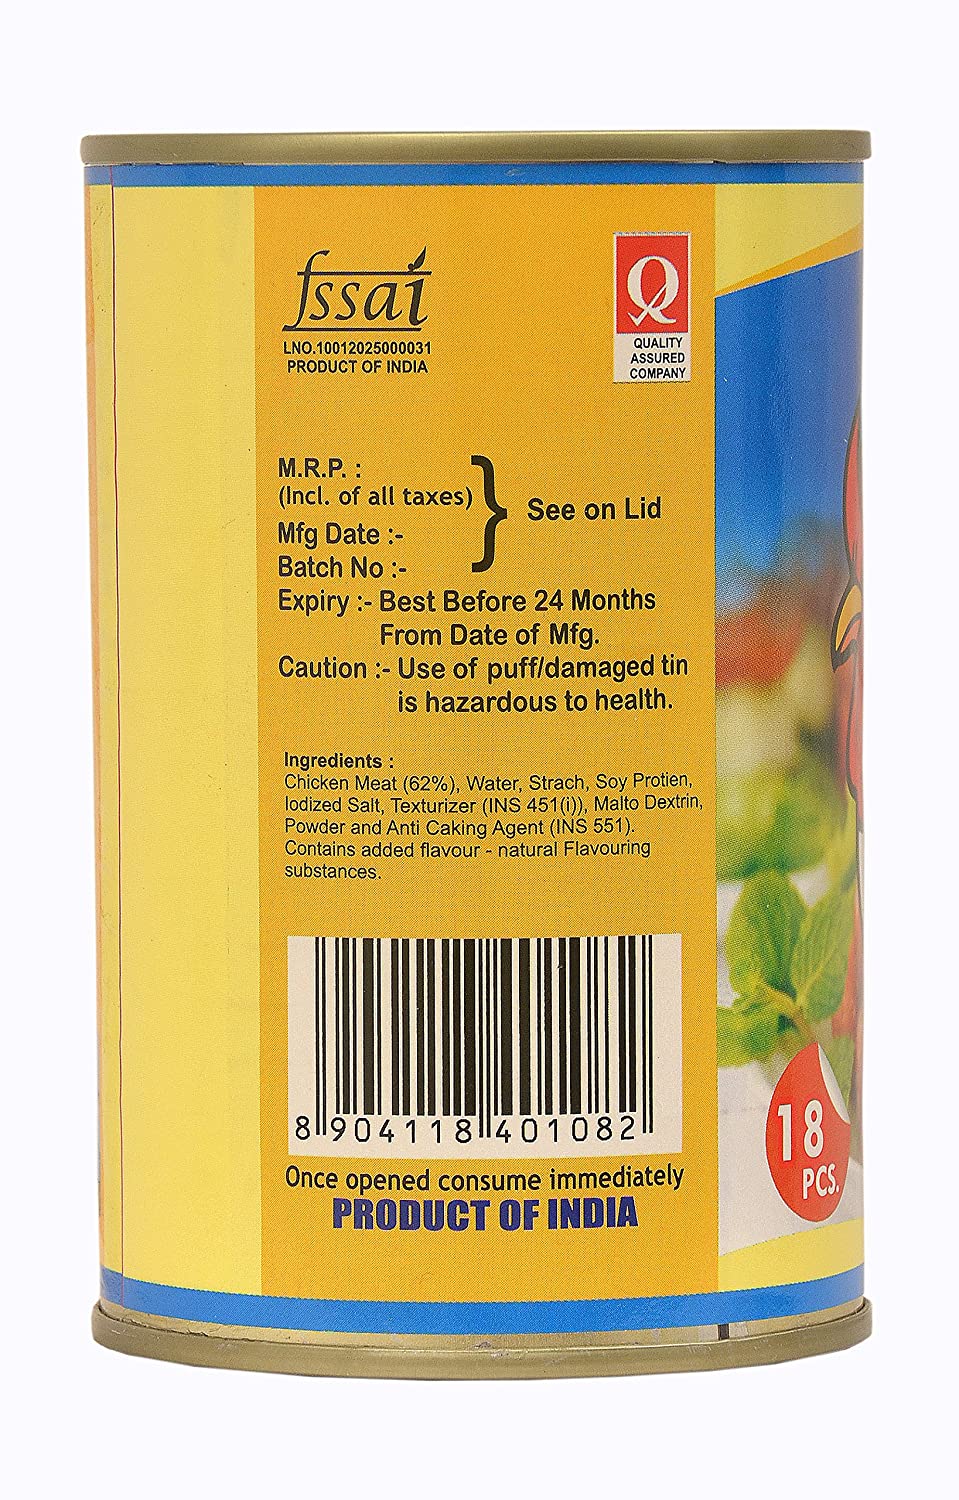 fssai
LNO.10012025000031
PRODUCT OF INDIA
Q
QUALITY
ASSURED
COMPANY
M.R.P. :
(Incl. of all taxes)
Mfg Date :-
Batch No :-
See on Lid
Expiry :- Best Before 24 Months
From Date of Mfg.
Caution :- Use of puff/damaged tin
is hazardous to health.
Ingredients :
Chicken Meat (62%), Water, Strach, Soy Protien,
Iodized Salt, Texturizer (INS 451(i)), Malto Dextrin,
Powder and Anti Caking Agent (INS 551).
Contains added flavour - natural Flavouring
substances.
8 904118 401082
Once opened consume immediately
PRODUCT OF INDIA
18
PCS.